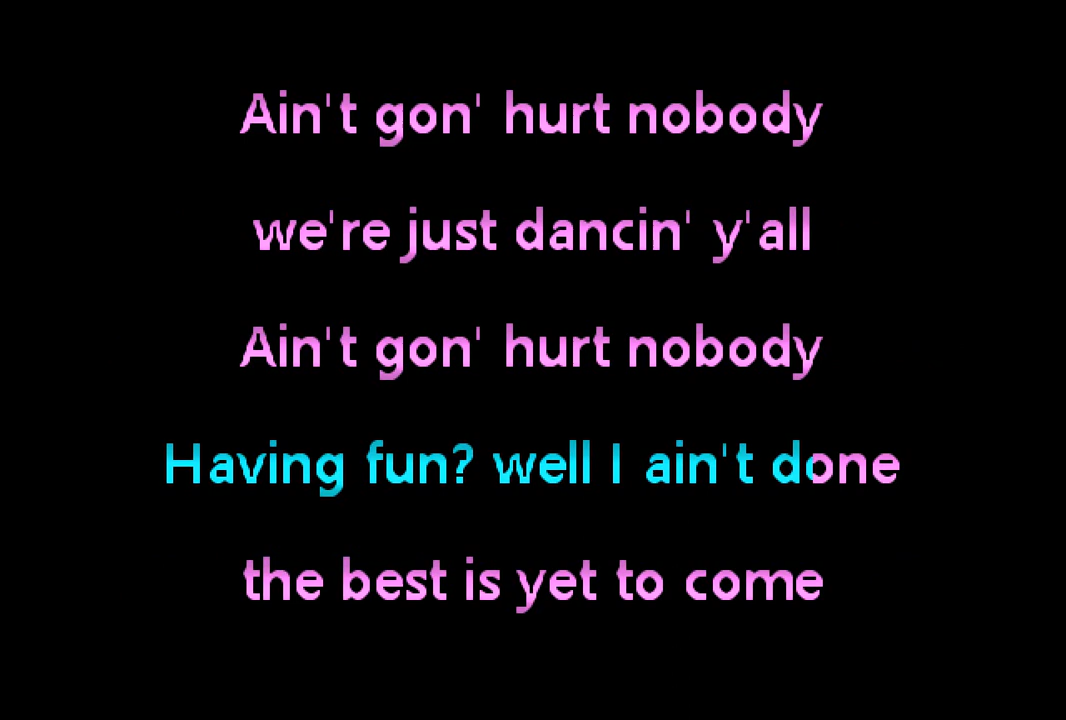 Ain't gon' hurt nobody
we're just dancin' y'all
Ain't gon' hurt nobody
Having fun? well I ain't done
the best is yet to come